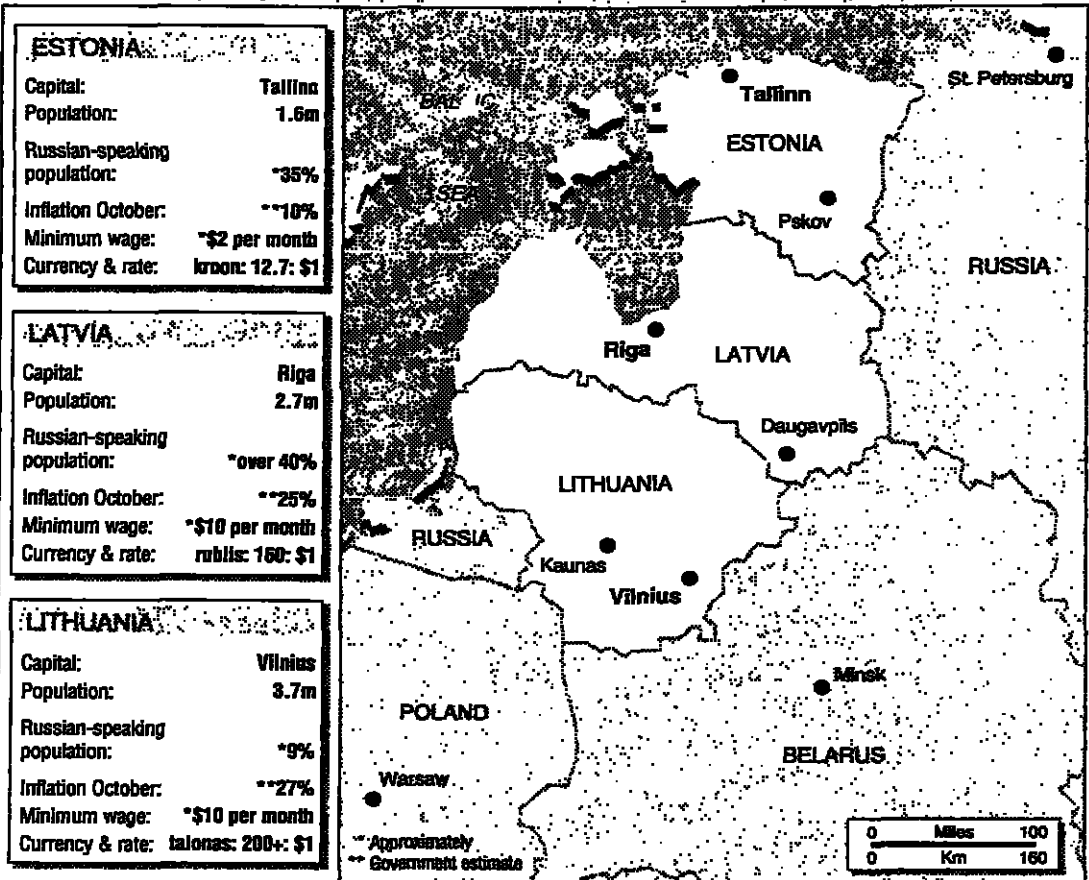 ESTONIA
Capital: Tallinn
Population: 1.6m
Russian-speaking
population: *35%
Inflation October: **10%
Minimum wage: *$2 per month
Currency & rate: kroon: 12.7: $1
LATVIA
Capital: Riga
Population: 2.7m
Russian-speaking
population: *over 40%
Inflation October: **25%
Minimum wage: *$10 per month
Currency & rate: rublis: 160: $1
LITHUANIA
Capital: Vilnius
Population: 3.7m
Russian-speaking
population: *9%
Inflation October: **27%
Minimum wage: *$10 per month
Currency & rate: talonas: 200+: $1
St. Petersburg
Tallinn
BALTIC
ESTONIA
SEA
Pskov
RUSSIA
Riga
LATVIA
Daugavpils
LITHUANIA
RUSSIA
Kaunas
Vilnius
Minsk
POLAND
BELARUS
Warsaw
* Approximately
** Government estimate
0 Miles 100
0 Km 160